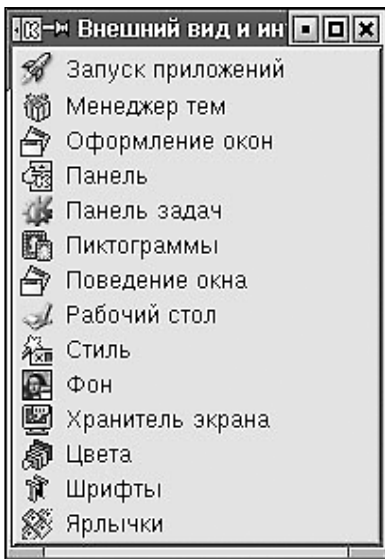 Внешний вид и ин
Запуск приложений
Менеджер тем
Оформление окон
Панель
Панель задач
Пиктограммы
Поведение окна
Рабочий стол
Стиль
Фон
Хранитель экрана
Цвета
Шрифты
Ярлычки